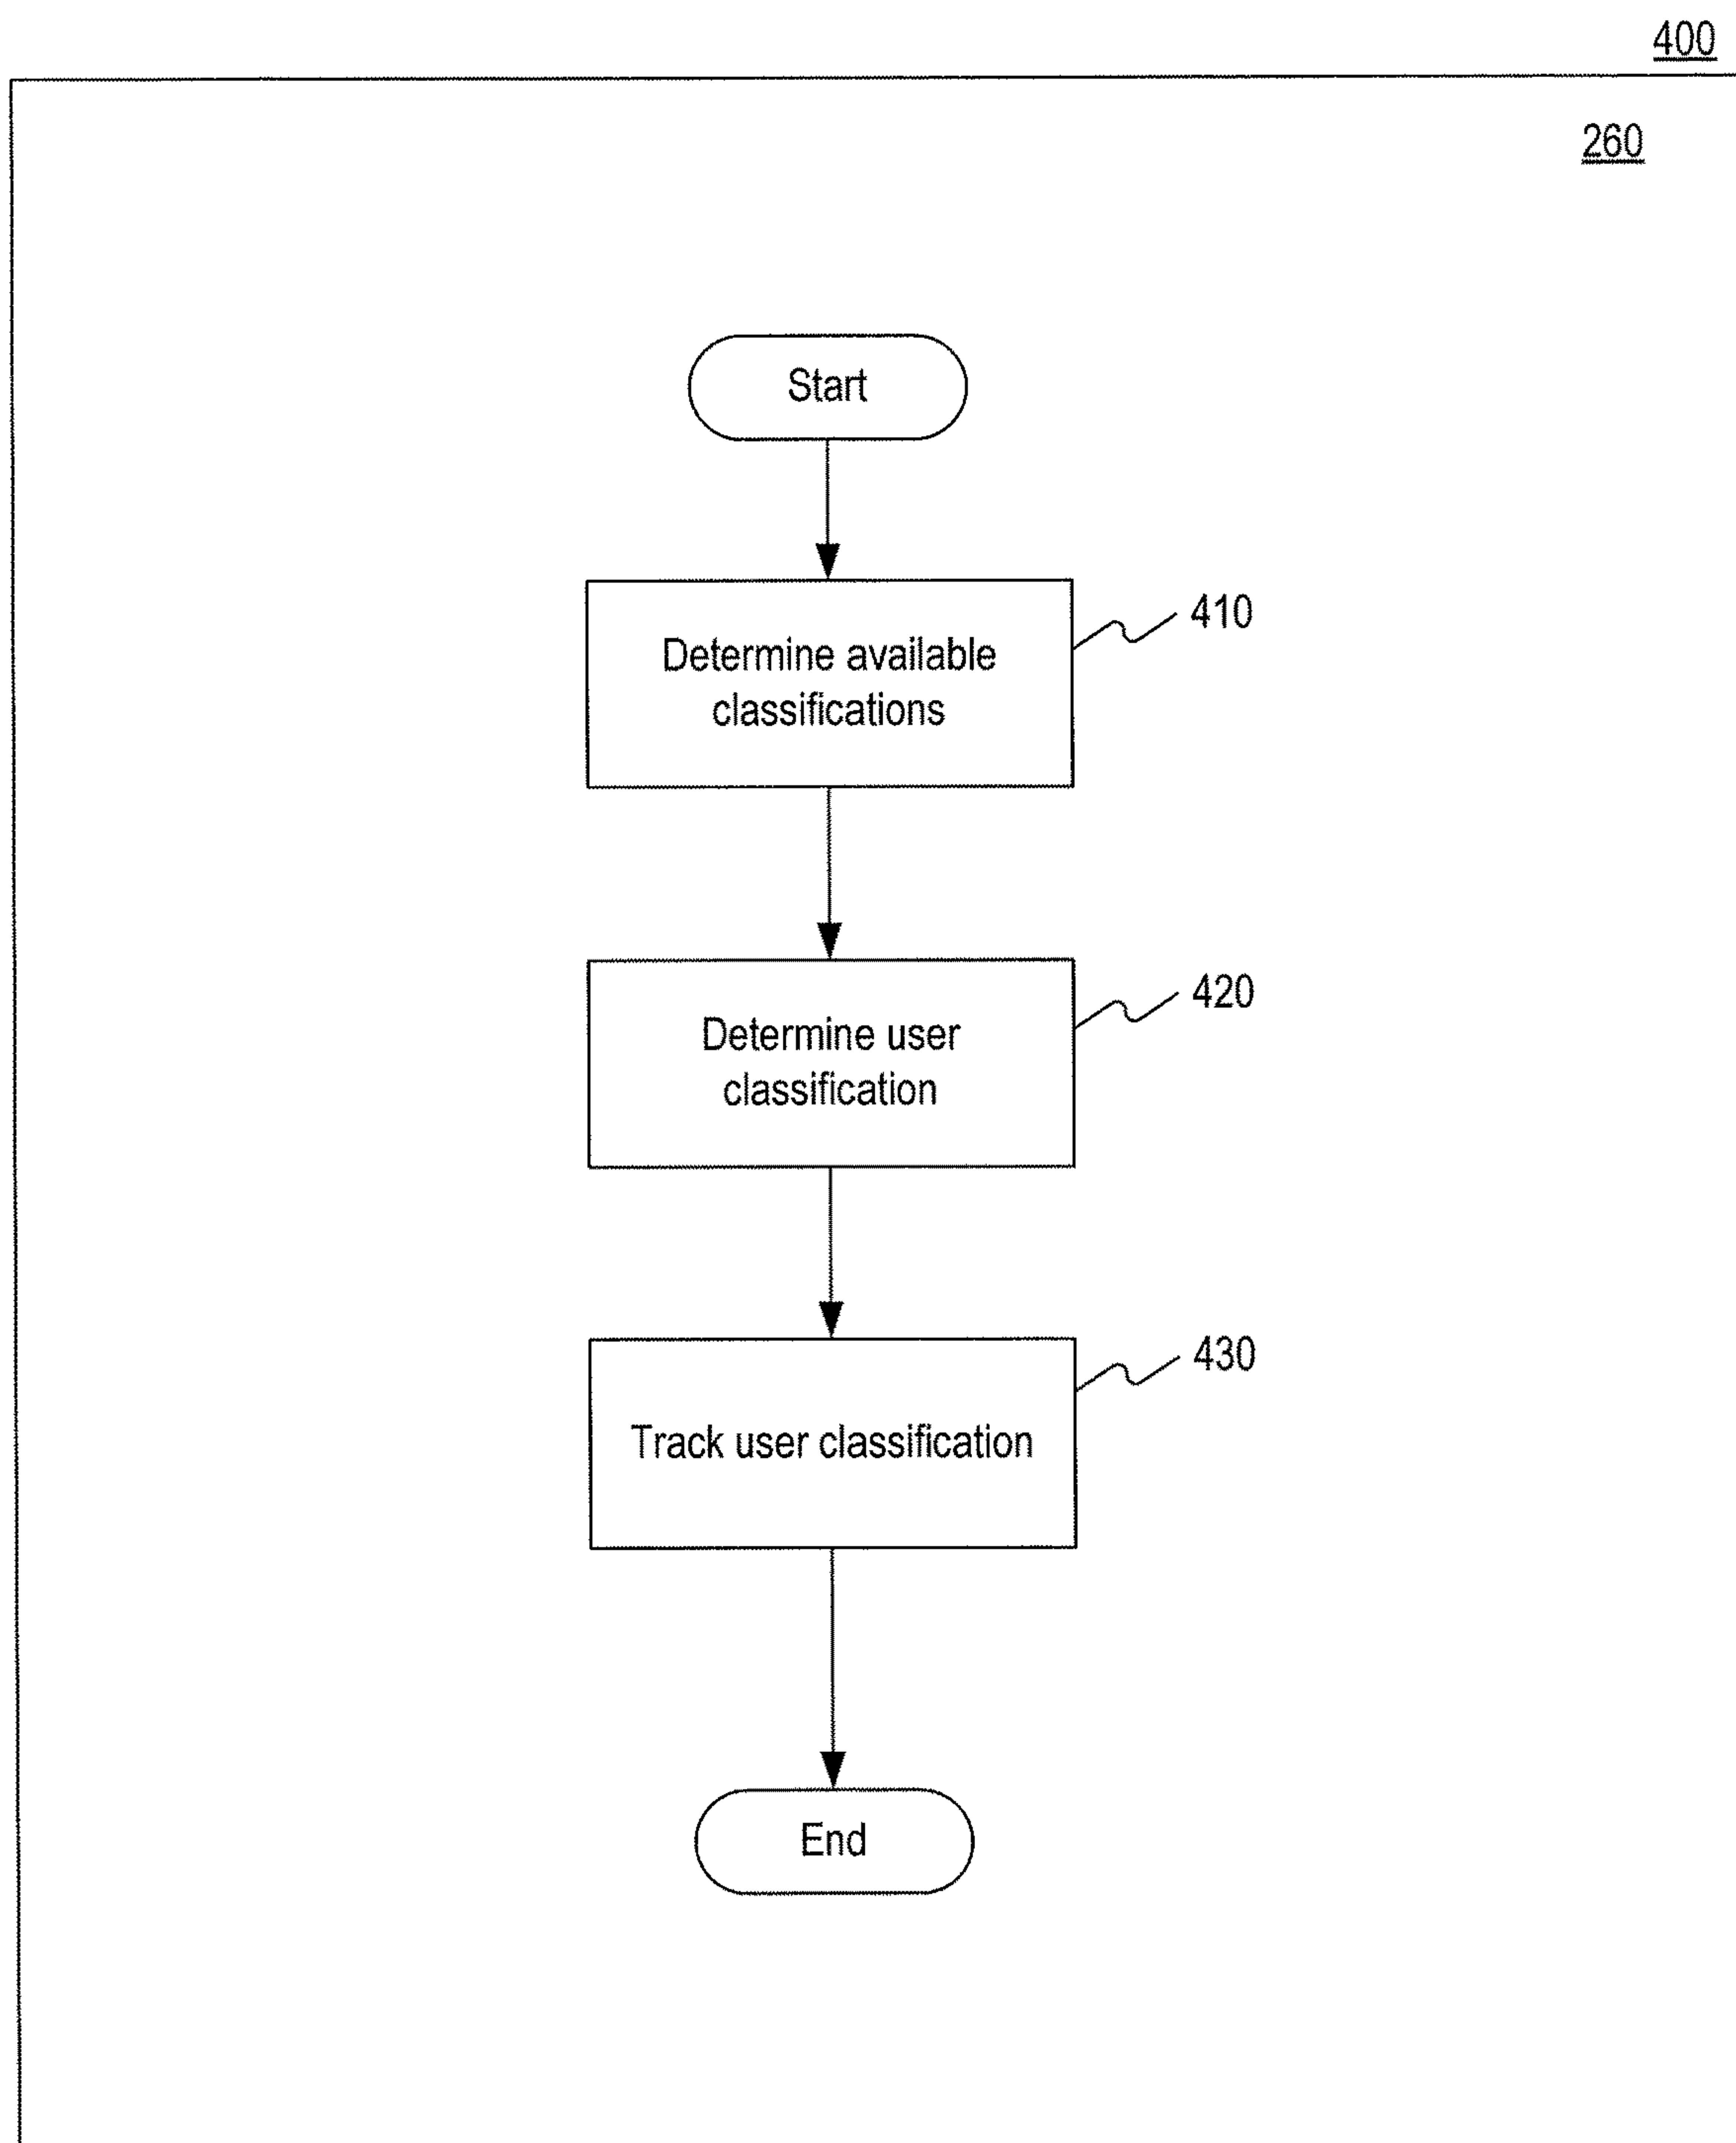 400
260
Start
Determine available
classifications
410
Determine user
classification
420
Track user classification
430
End